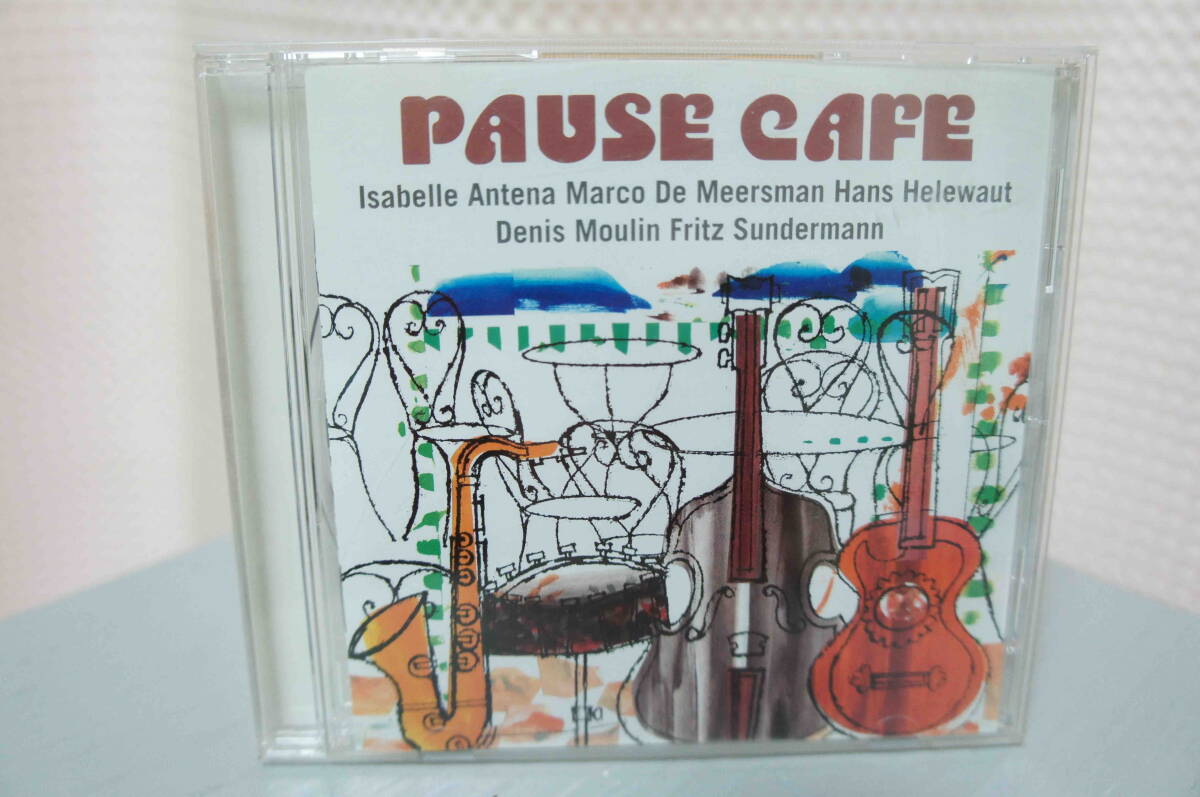 PAUSE CAFE
Isabelle Antena Marco De Meersman Hans Helewaut
Denis Moulin Fritz Sundermann